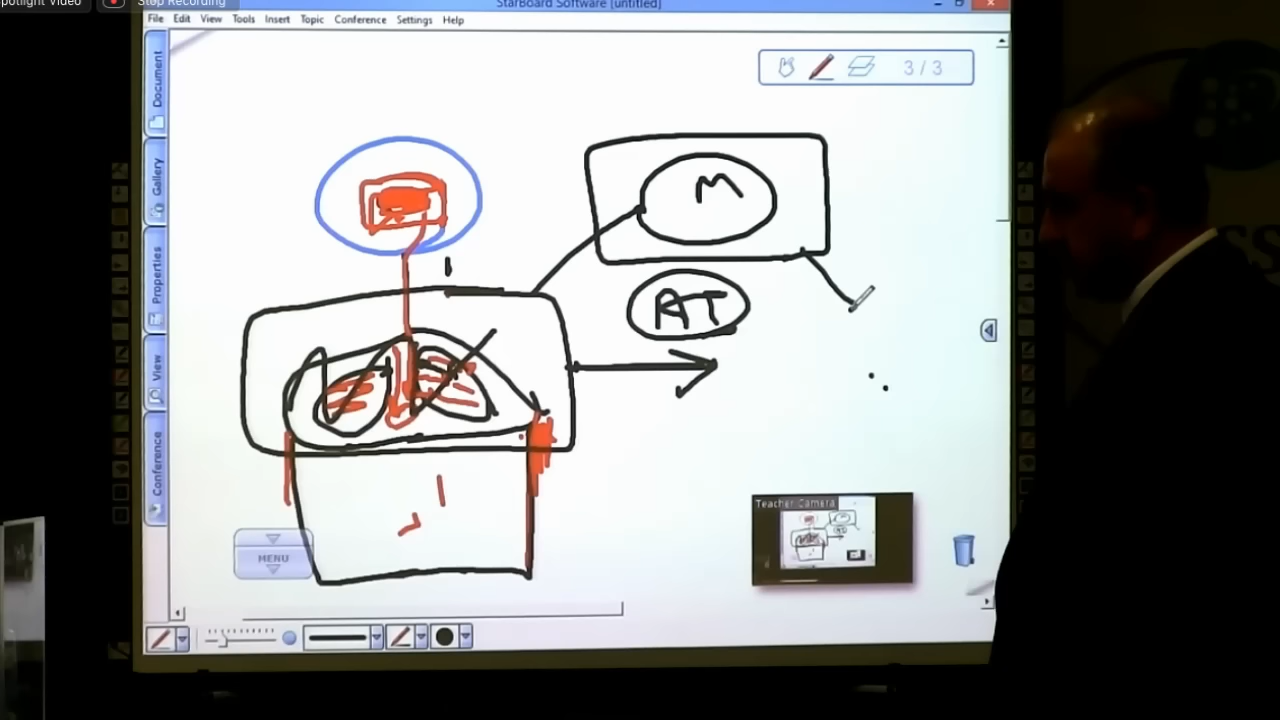 potlight Video
Stop Recording
StarBoard Software [untitled]
File Edit View Tools Insert Topic Conference Settings Help
Document
Gallery
Properties
View
Conference
3 / 3
M
AT
MENU
Teacher Camera